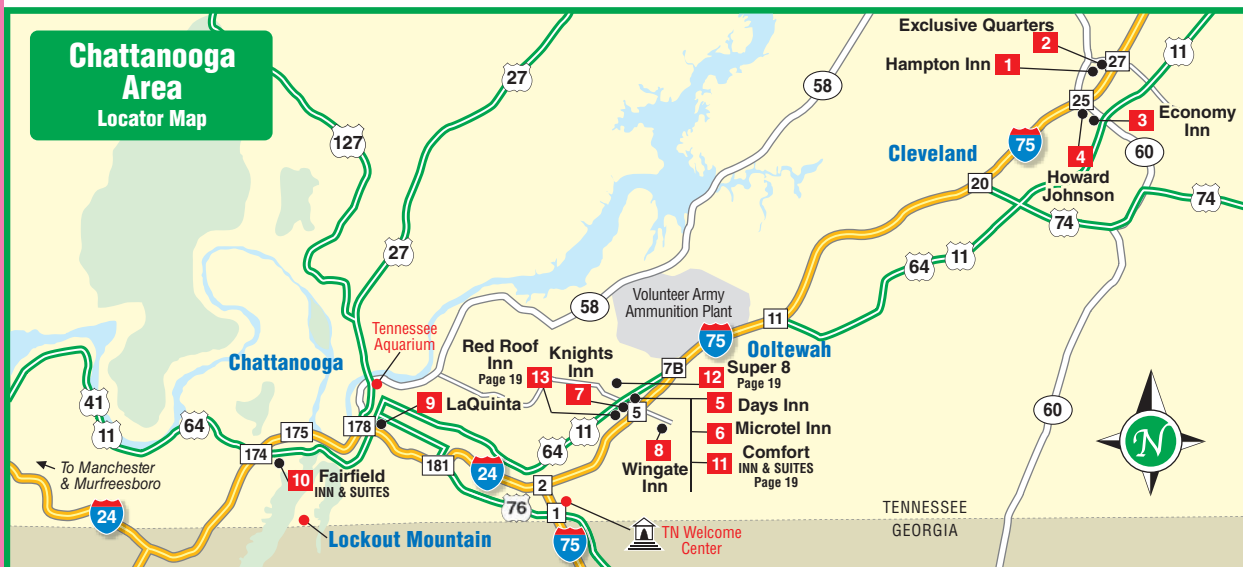 Chattanooga
Area
Locator Map
Exclusive Quarters
2
Hampton Inn 1
27
11
27
58
25
3 Economy
Inn
127
75
4
Howard
Johnson
60
Cleveland
20
74
74
27
64
11
Volunteer Army
Ammunition Plant
58
11
75
Ooltewah
Tennessee
Aquarium
Chattanooga
Red Roof
Inn
Page 19
13
Knights
Inn
7
7B
12 Super 8
Page 19
5 Days Inn
6 Microtel Inn
11 Comfort
INN & SUITES
Page 19
5
8
Wingate
Inn
9 LaQuinta
41
11
64
175
178
174
181
24
64
11
60
N
To Manchester
& Murfreesboro
10 Fairfield
INN & SUITES
24
2
76
1
TENNESSEE
GEORGIA
TN Welcome
Center
Lockout Mountain
75